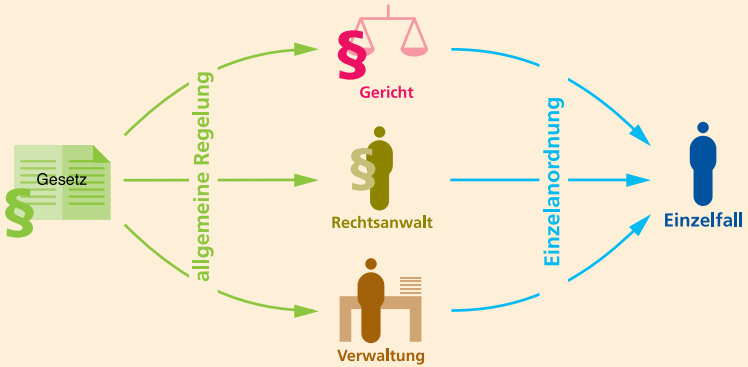 §
Gericht
allgemeine Regelung
Einzelanordnung
Gesetz
§
§
Rechtsanwalt
Einzelfall
Verwaltung